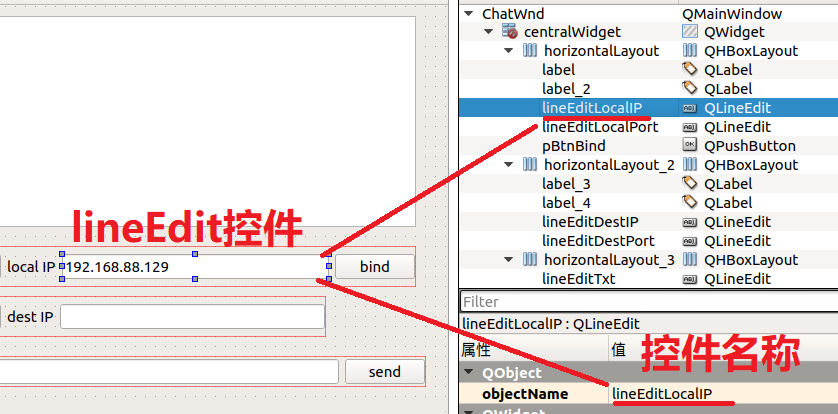 ChatWnd QMainWindow
centralWidget QWidget
horizontalLayout QHBoxLayout
label QLabel
label_2 QLabel
lineEditLocalIP QLineEdit
lineEditLocalPort QLineEdit
pBtnBind QPushButton
horizontalLayout_2 QHBoxLayout
label_3 QLabel
label_4 QLabel
lineEditDestIP QLineEdit
lineEditDestPort QLineEdit
horizontalLayout_3 QHBoxLayout
lineEditTxt QLineEdit
lineEdit控件
local IP 192.168.88.129 bind
dest IP
send
Filter
lineEditLocalIP : QLineEdit
控件名称
属性 值
QObject
objectName lineEditLocalIP
QWidget